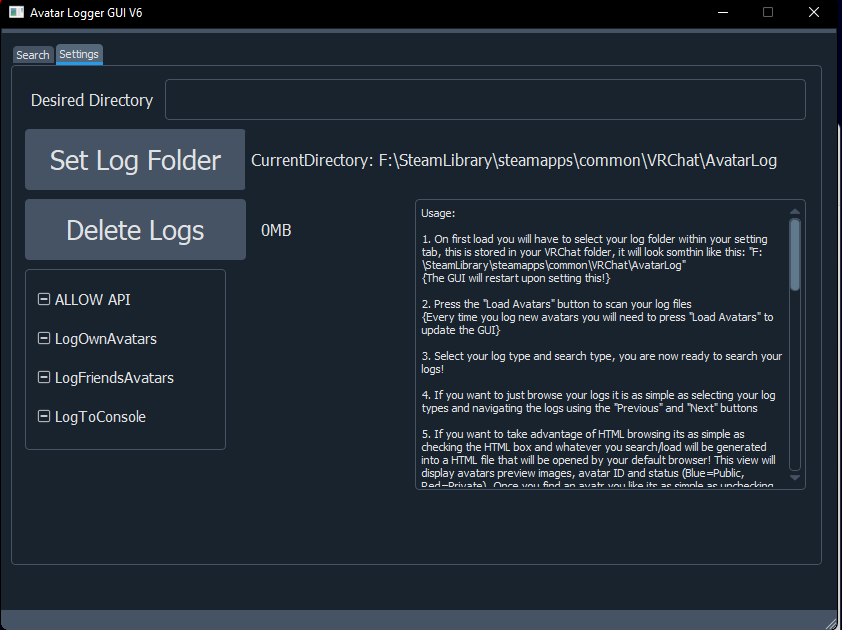 Avatar Logger GUI V6
Search Settings
Desired Directory
Set Log Folder CurrentDirectory: F:\SteamLibrary\steamapps\common\VRChat\AvatarLog
Delete Logs 0MB
ALLOW API
LogOwnAvatars
LogFriendsAvatars
LogToConsole
Usage:
1. On first load you will have to select your log folder within your setting
tab, this is stored in your VRChat folder, it will look somthin like this: "F:
\SteamLibrary\steamapps\common\VRChat\AvatarLog"
{The GUI will restart upon setting this!}
2. Press the "Load Avatars" button to scan your log files
{Every time you log new avatars you will need to press "Load Avatars" to
update the GUI}
3. Select your log type and search type, you are now ready to search your
logs!
4. If you want to just browse your logs it is as simple as selecting your log
types and navigating the logs using the "Previous" and "Next" buttons
5. If you want to take advantage of HTML browsing its as simple as
checking the HTML box and whatever you search/load will be generated
into a HTML file that will be opened by your default browser! This view will
display avatars preview images, avatar ID and status (Blue=Public,
Red=Private). Once you find an avatr you like its as simple as unchecking